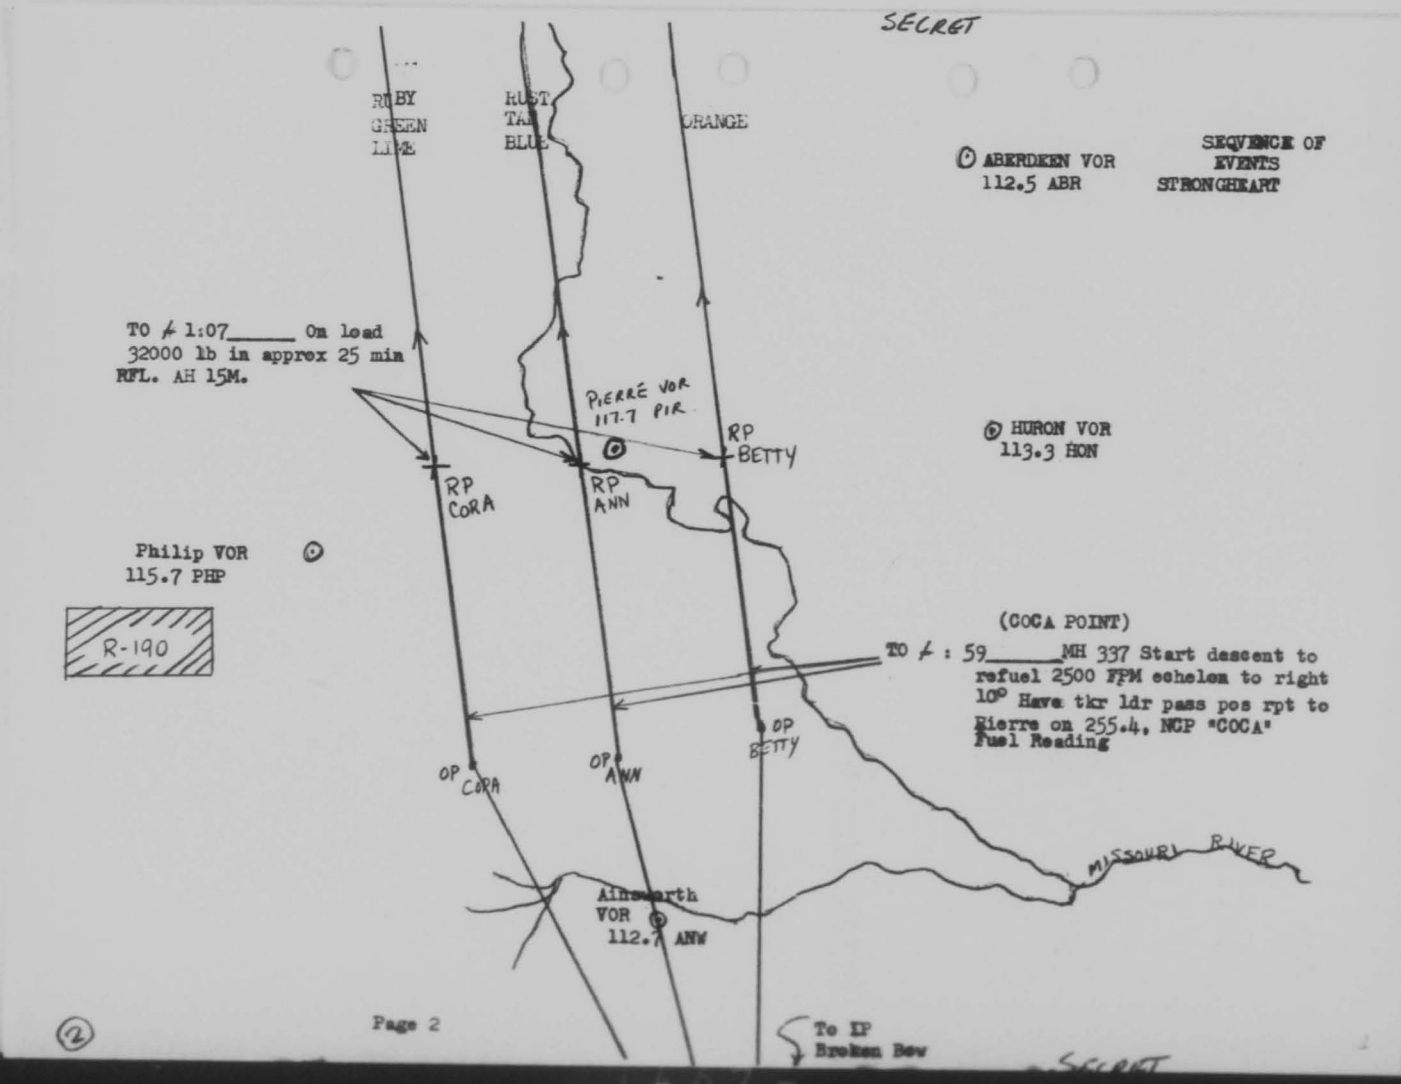 SECRET
RUBY
GREEN
LIME
RUST
TAN
BLUE
ORANGE
ABERDEEN VOR
112.5 ABR
SEQVENCE OF
EVENTS
STRONGHEART
TO + 1:07______ On load
32000 lb in approx 25 min
RFL. AH 15M.
PIERRÉ VOR
117.7 PIR
RP
BETTY
HURON VOR
113.3 HON
RP
CORA
RP
ANN
Philip VOR
115.7 PHP
R-190
(COCA POINT)
TO + : 59______MH 337 Start descent to
refuel 2500 FPM echelon to right
10° Have tkr ldr pass pos rpt to
Pierre on 255.4, NCP "COCA"
Fuel Reading
OP
BETTY
OP
ANN
OP
CORA
MISSOURI RIVER
Ainsworth
VOR
112.7 ANW
Page 2
2
To IP
Broken Bow
SECRET